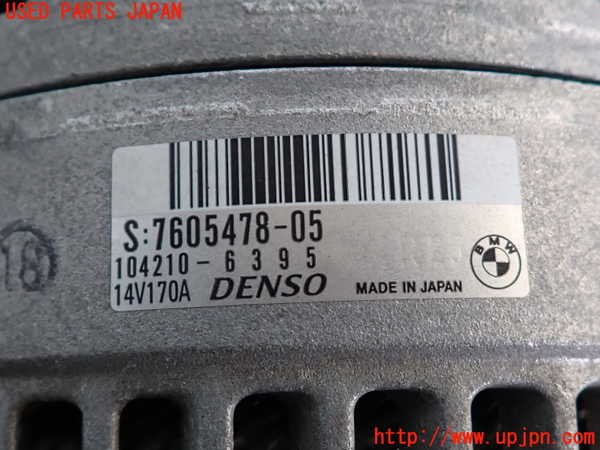 USED PARTS JAPAN
S:7605478-05
104210-6395
14V170A DENSO MADE IN JAPAN
BMW
18
http://www.upjpn.com/